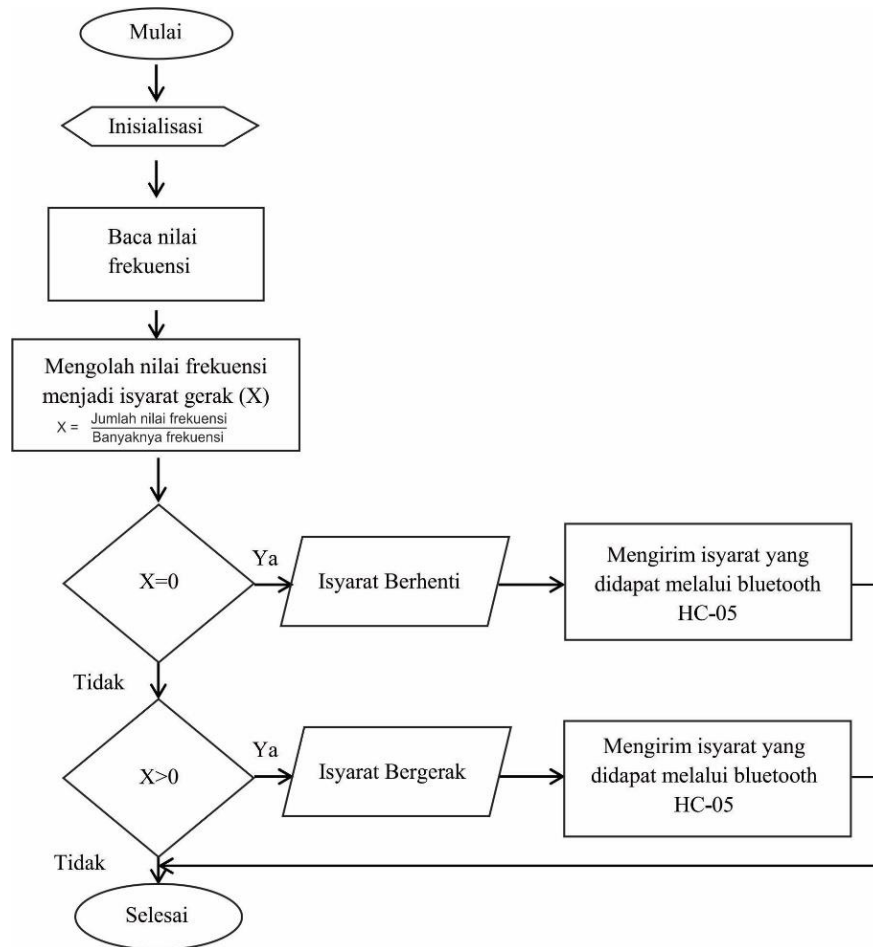 Mulai
Inisialisasi
Baca nilai
frekuensi
Mengolah nilai frekuensi
menjadi isyarat gerak (X)
X = Jumlah nilai frekuensi
Banyaknya frekuensi
X=0
Ya
Isyarat Berhenti
Mengirim isyarat yang
didapat melalui bluetooth
HC-05
Tidak
X>0
Ya
Isyarat Bergerak
Mengirim isyarat yang
didapat melalui bluetooth
HC-05
Tidak
Selesai